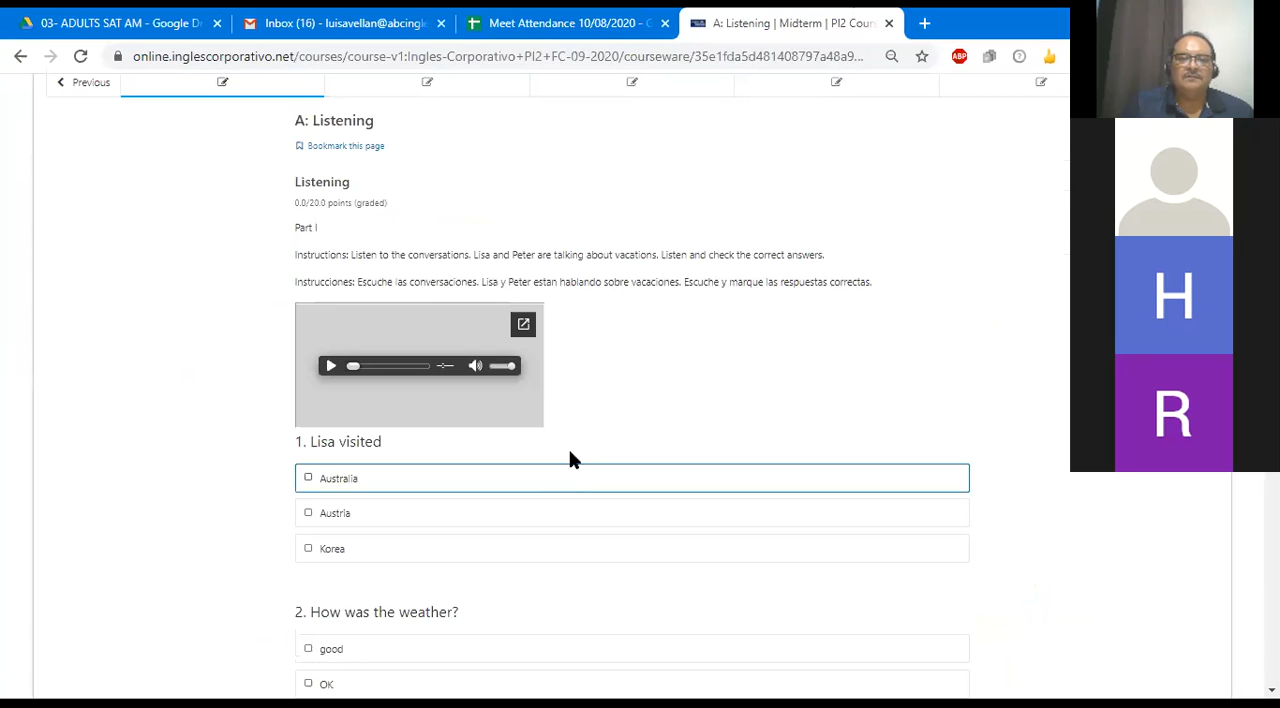 03- ADULTS SAT AM - Google D
Inbox (16) - luisavellan@abcingle
Meet Attendance 10/08/2020 - G
A: Listening | Midterm | PI2 Cour
online.inglescorporativo.net/courses/course-v1:Ingles-Corporativo+PI2+FC-09-2020/courseware/35e1fda5d481408797a48a9...
ABP
Previous
A: Listening
Bookmark this page
Listening
0.0/20.0 points (graded)
Part I
Instructions: Listen to the conversations. Lisa and Peter are talking about vacations. Listen and check the correct answers.
Instrucciones: Escuche las conversaciones. Lisa y Peter estan hablando sobre vacaciones. Escuche y marque las respuestas correctas.
1. Lisa visited
Australia
Austria
Korea
2. How was the weather?
good
OK
H
R